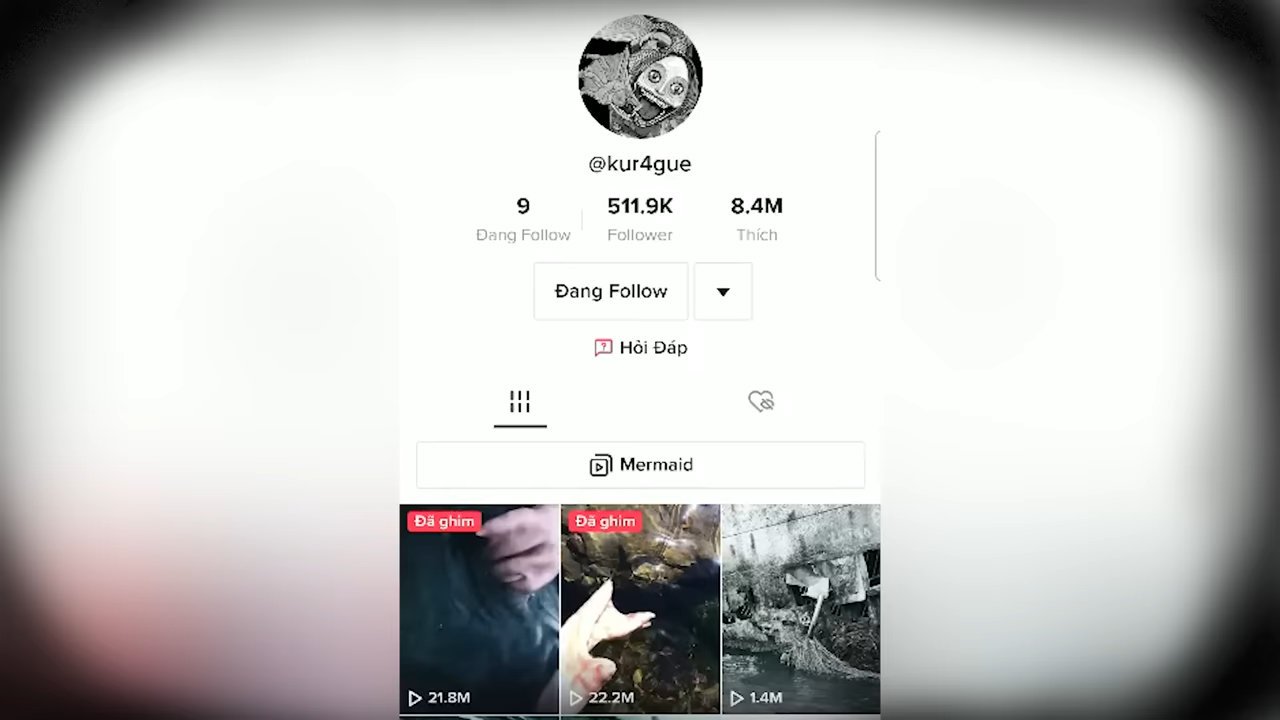 @kur4gue
9 511.9K 8.4M
Đang Follow Follower Thích
Đang Follow
Hỏi Đáp
Mermaid
Đã ghim Đã ghim
21.8M 22.2M 1.4M